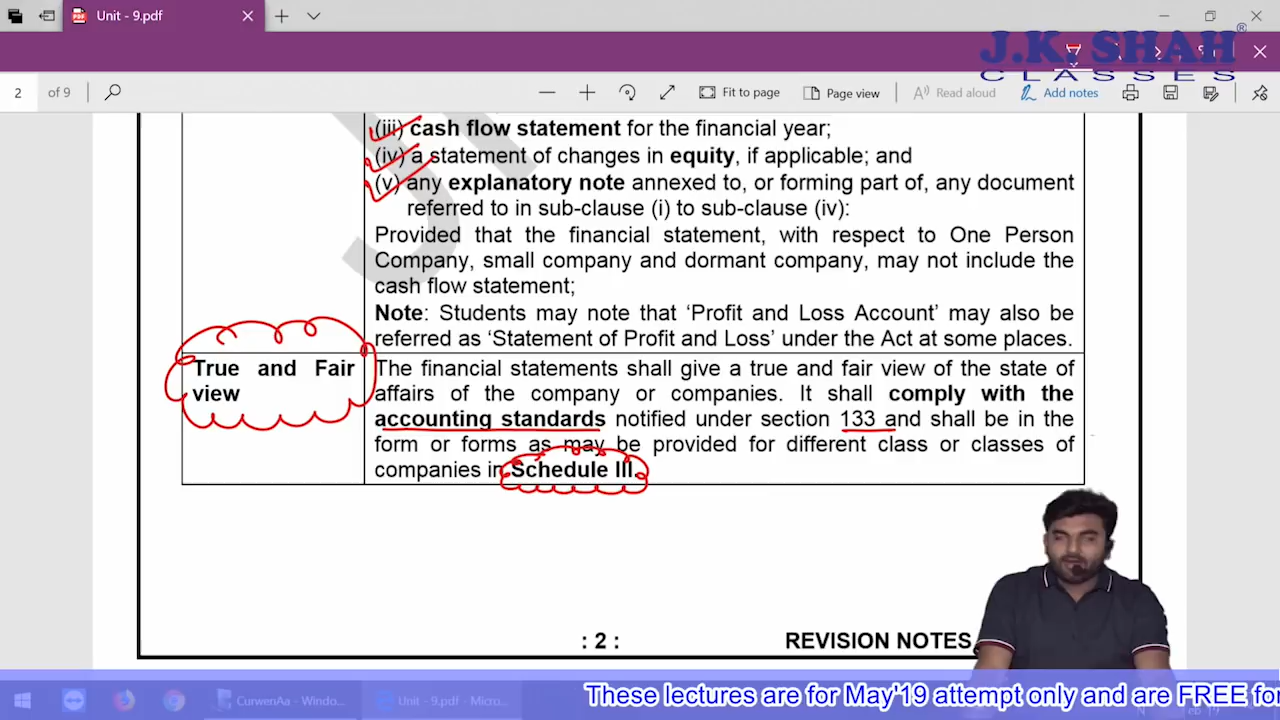 Unit - 9.pdf
J.K. SHAH ®
CLASSES
2 of 9
Fit to page
Page view
Read aloud
Add notes
(iii) cash flow statement for the financial year;
(iv) a statement of changes in equity, if applicable; and
(v) any explanatory note annexed to, or forming part of, any document
referred to in sub-clause (i) to sub-clause (iv):
Provided that the financial statement, with respect to One Person
Company, small company and dormant company, may not include the
cash flow statement;
Note: Students may note that ‘Profit and Loss Account’ may also be
referred as ‘Statement of Profit and Loss’ under the Act at some places.
True and Fair
view
The financial statements shall give a true and fair view of the state of
affairs of the company or companies. It shall comply with the
accounting standards notified under section 133 and shall be in the
form or forms as may be provided for different class or classes of
companies in Schedule III.
: 2 :
REVISION NOTES
CurwenAa - Windo...
Unit - 9.pdf - Micro...
These lectures are for May'19 attempt only and are FREE for